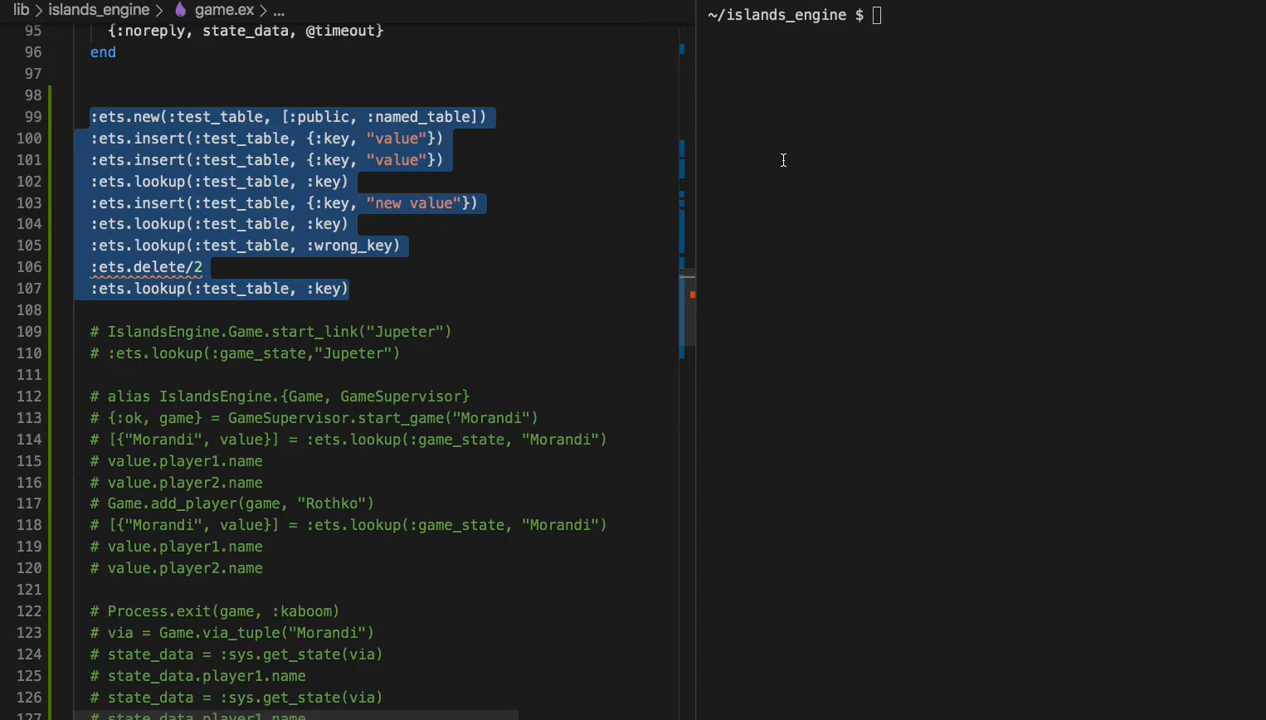 lib > islands_engine > game.ex > ...
~/islands_engine $
95 {:noreply, state_data, @timeout}
96 end
97
98
99 :ets.new(:test_table, [:public, :named_table])
100 :ets.insert(:test_table, {:key, "value"})
101 :ets.insert(:test_table, {:key, "value"})
102 :ets.lookup(:test_table, :key)
103 :ets.insert(:test_table, {:key, "new value"})
104 :ets.lookup(:test_table, :key)
105 :ets.lookup(:test_table, :wrong_key)
106 :ets.delete/2
107 :ets.lookup(:test_table, :key)
108
109 # IslandsEngine.Game.start_link("Jupeter")
110 # :ets.lookup(:game_state,"Jupeter")
111
112 # alias IslandsEngine.{Game, GameSupervisor}
113 # {:ok, game} = GameSupervisor.start_game("Morandi")
114 # [{"Morandi", value}] = :ets.lookup(:game_state, "Morandi")
115 # value.player1.name
116 # value.player2.name
117 # Game.add_player(game, "Rothko")
118 # [{"Morandi", value}] = :ets.lookup(:game_state, "Morandi")
119 # value.player1.name
120 # value.player2.name
121
122 # Process.exit(game, :kaboom)
123 # via = Game.via_tuple("Morandi")
124 # state_data = :sys.get_state(via)
125 # state_data.player1.name
126 # state_data = :sys.get_state(via)
127 # state_data.player1.name